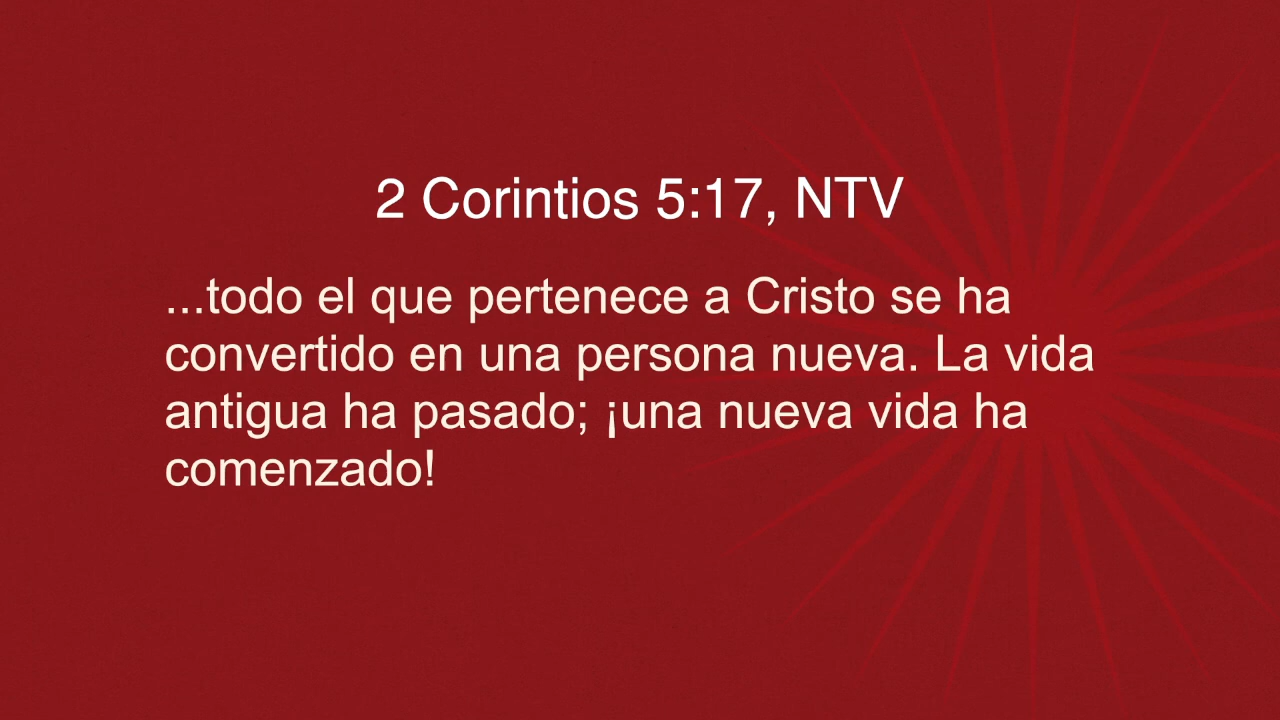 2 Corintios 5:17, NTV
...todo el que pertenece a Cristo se ha
convertido en una persona nueva. La vida
antigua ha pasado; ¡una nueva vida ha
comenzado!